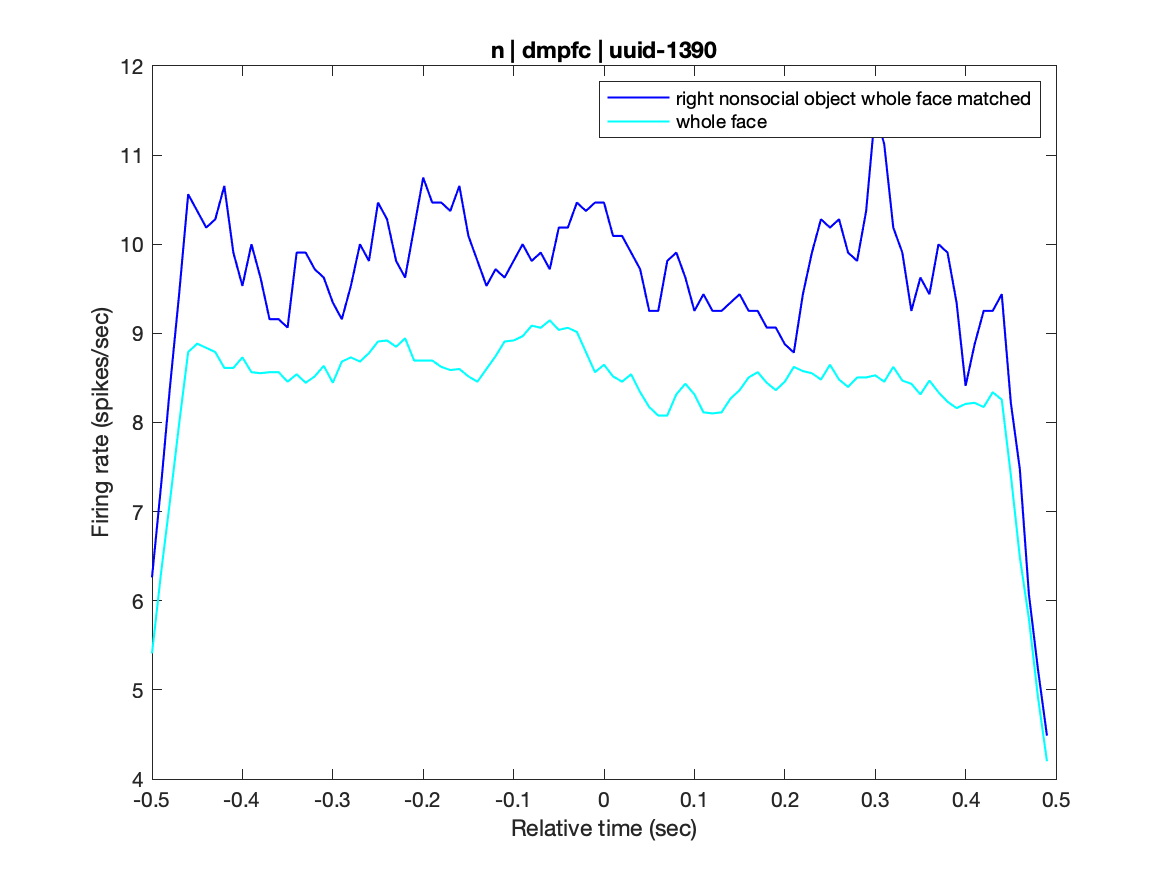 n | dmpfc | uuid-1390
right nonsocial object whole face matched
whole face
12
11
10
9
8
7
6
5
4
Firing rate (spikes/sec)
-0.5 -0.4 -0.3 -0.2 -0.1 0 0.1 0.2 0.3 0.4 0.5
Relative time (sec)